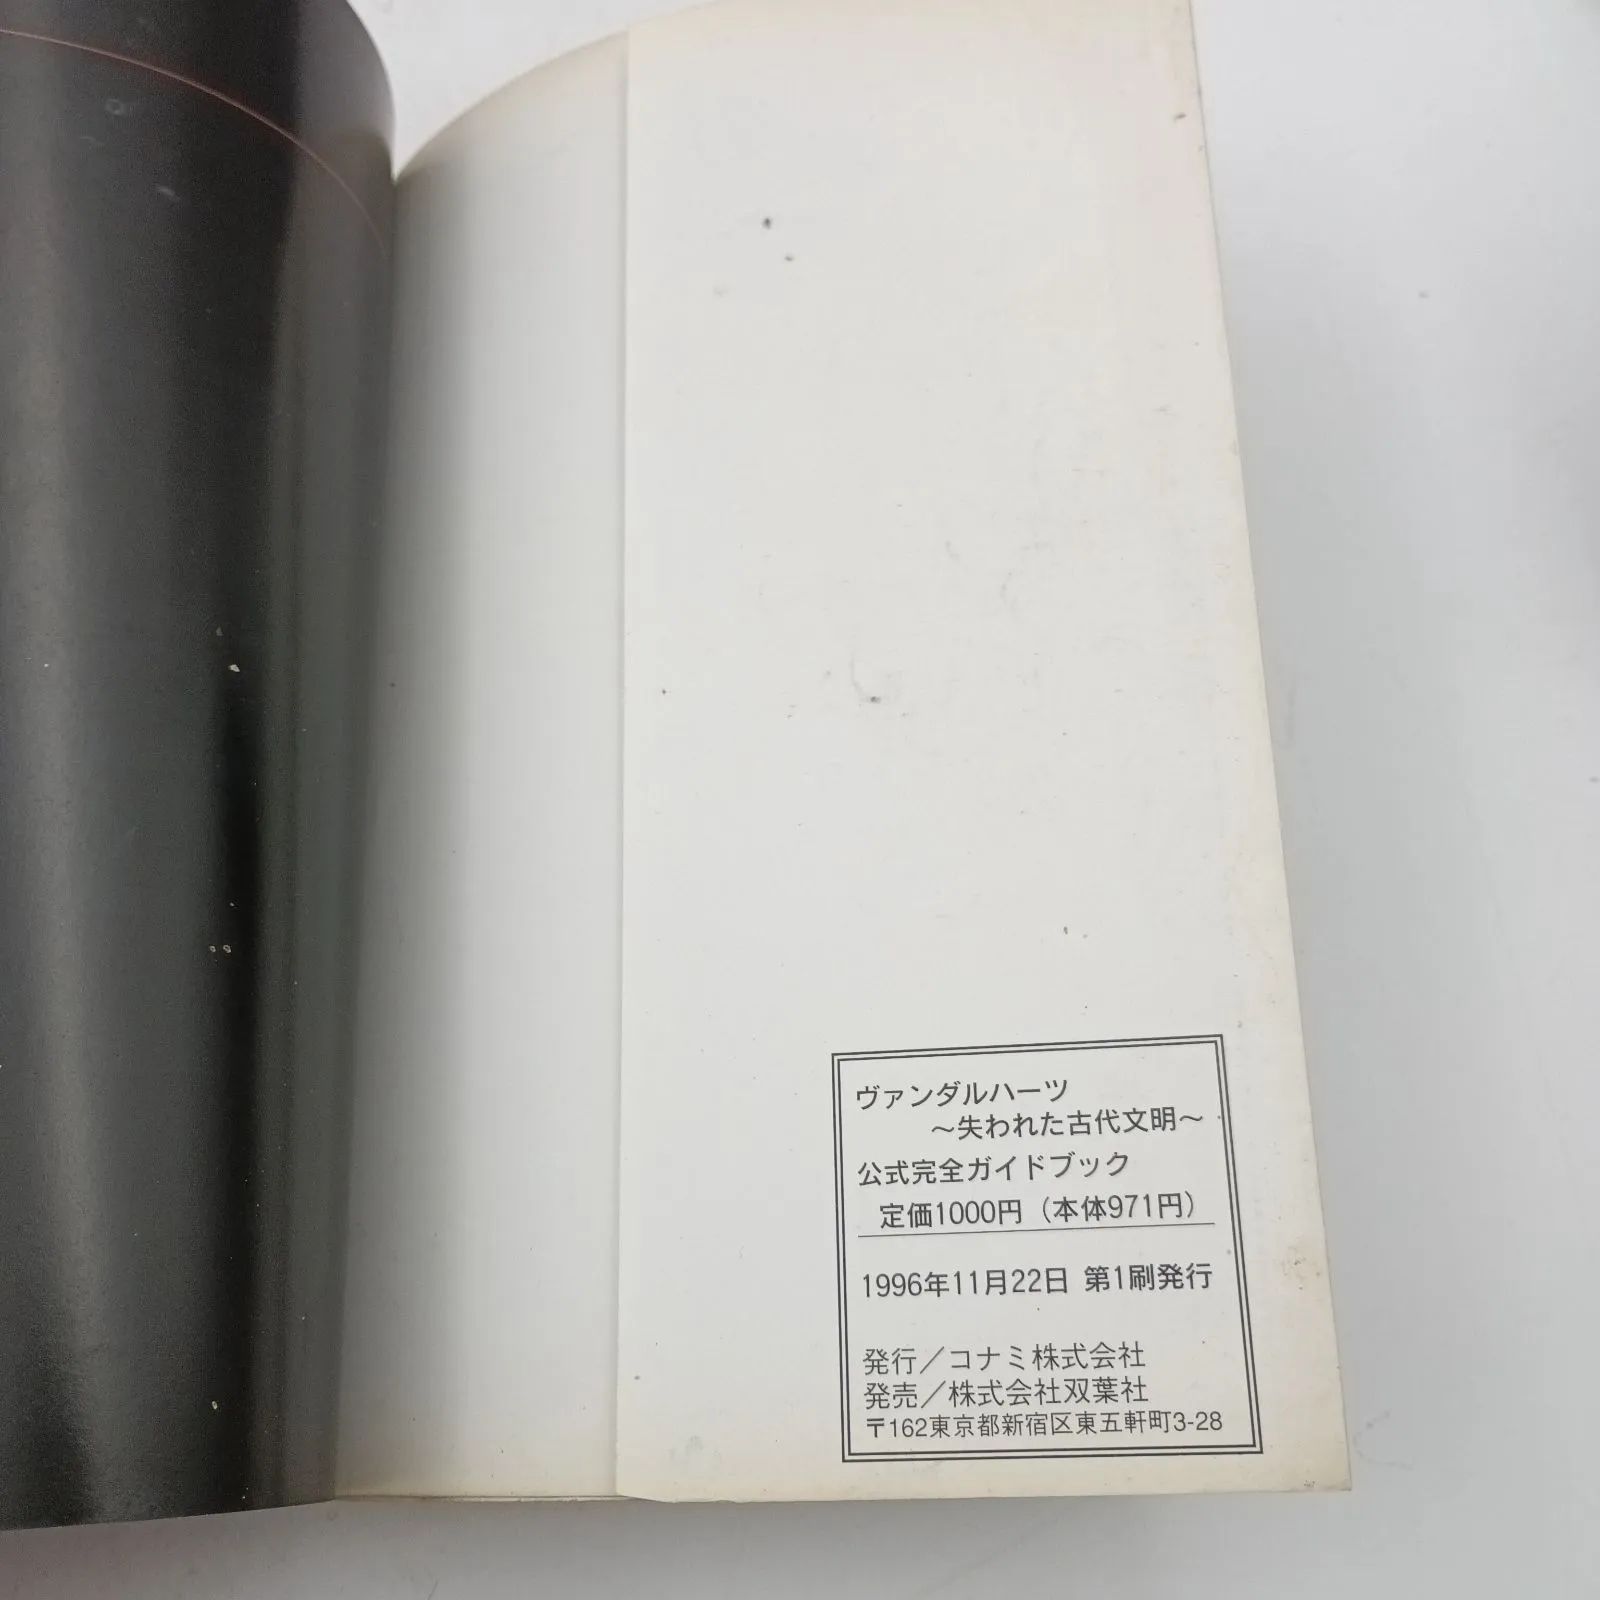 ヴァンダルハーツ
～失われた古代文明～
公式完全ガイドブック
定価1000円（本体971円）
1996年11月22日 第1刷発行
発行／コナミ株式会社
発売／株式会社双葉社
〒162東京都新宿区東五軒町3-28